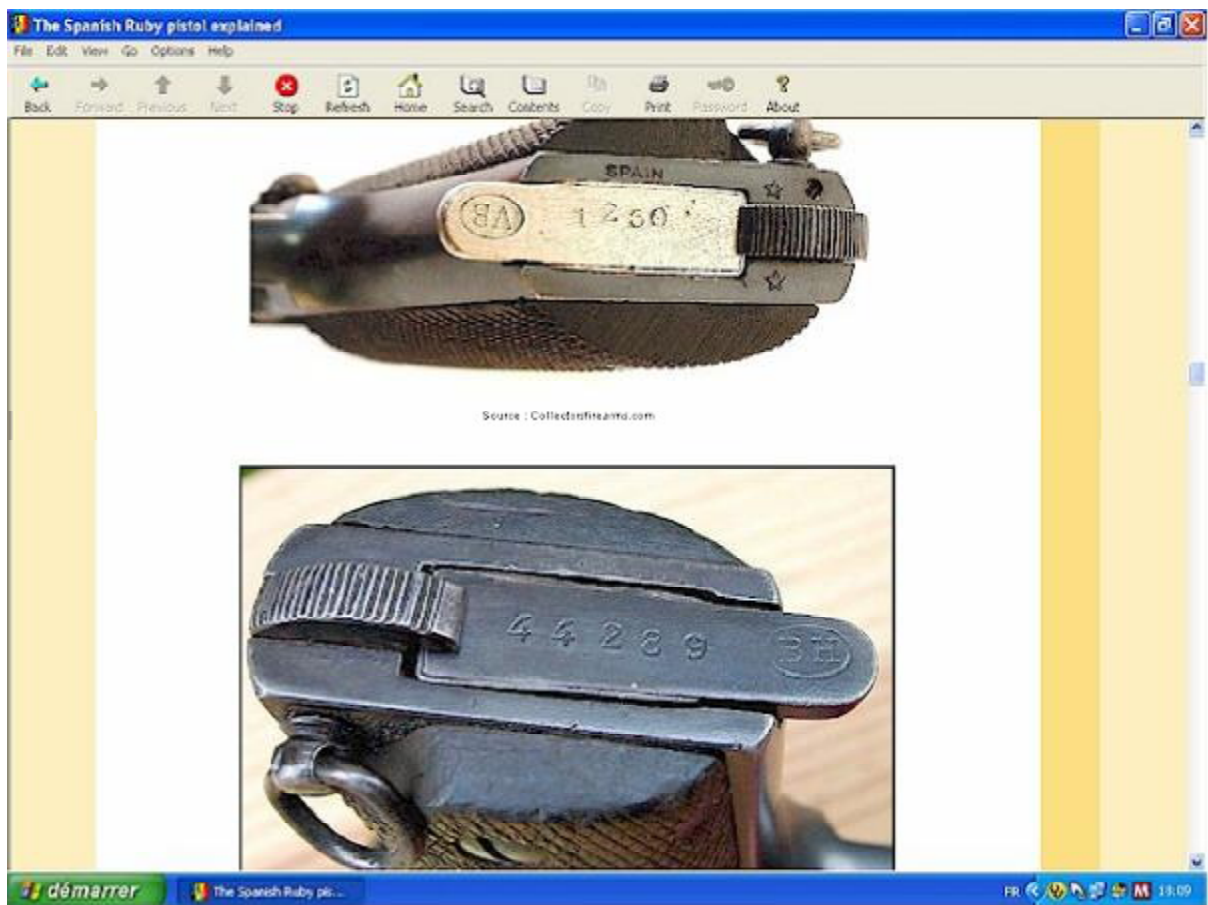 The Spanish Ruby pistol explained
File Edit View Go Options Help
Back Forward Previous Next Stop Refresh Home Search Contents Copy Print Password About
SPAIN
VB 1260
Source : Collectorsfirearms.com
44289 BH
démarrer The Spanish Ruby pis... FR M 18:09